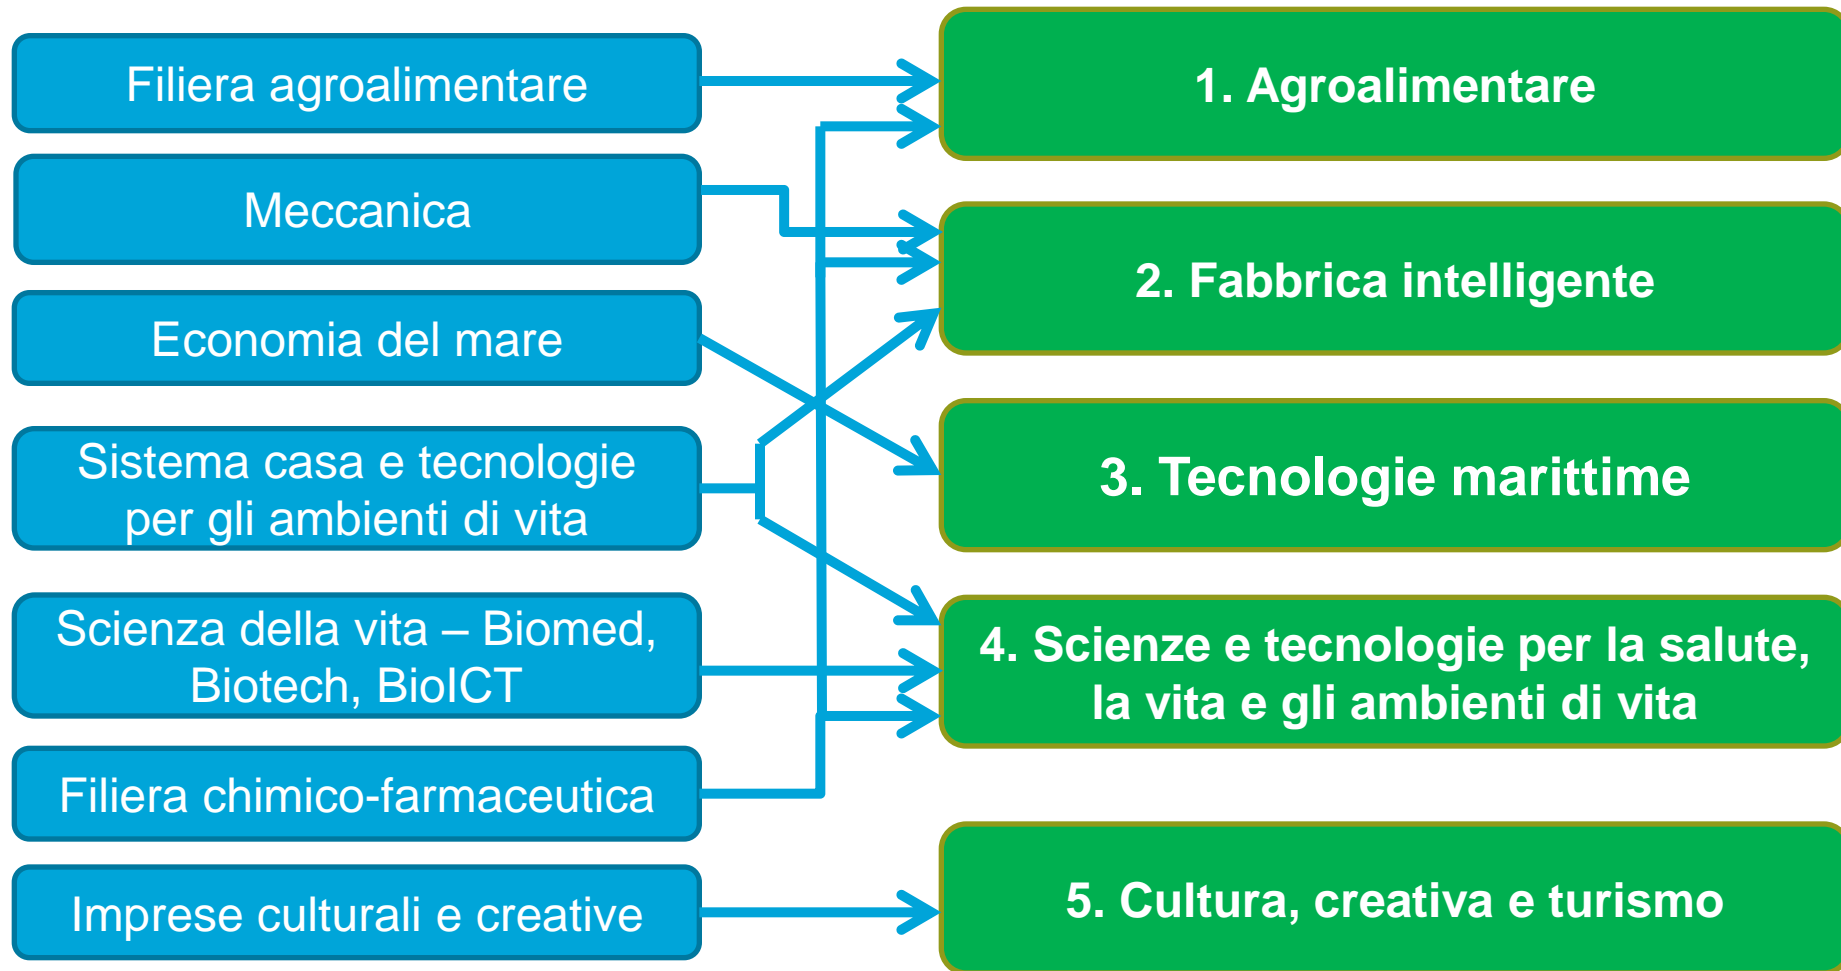 Filiera agroalimentare
Meccanica
Economia del mare
Sistema casa e tecnologie
per gli ambienti di vita
Scienza della vita – Biomed,
Biotech, BioICT
Filiera chimico-farmaceutica
Imprese culturali e creative
1. Agroalimentare
2. Fabbrica intelligente
3. Tecnologie marittime
4. Scienze e tecnologie per la salute,
la vita e gli ambienti di vita
5. Cultura, creativa e turismo